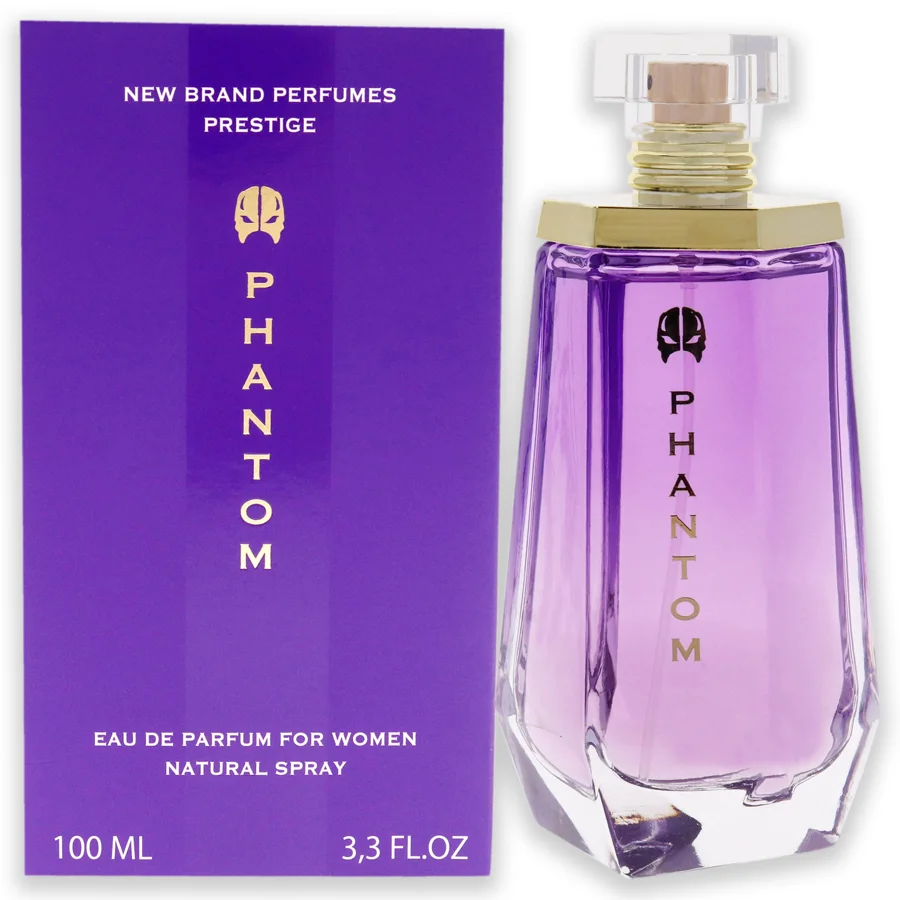 NEW BRAND PERFUMES
PRESTIGE
PHANTOM
EAU DE PARFUM FOR WOMEN
NATURAL SPRAY
100 ML 3,3 FL.OZ
PHANTOM